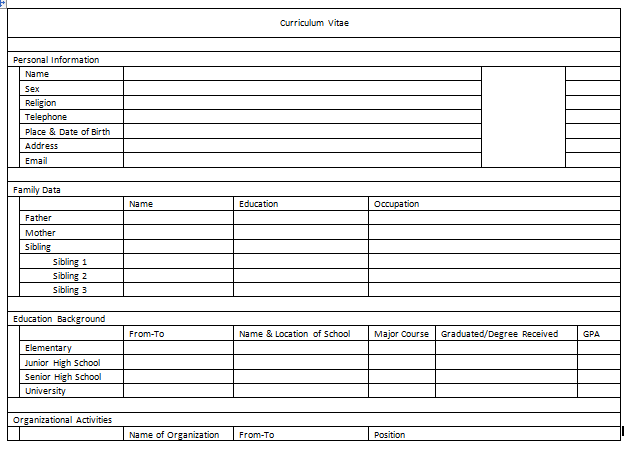 Curriculum Vitae
Personal Information
Name
Sex
Religion
Telephone
Place & Date of Birth
Address
Email
Family Data
Name Education Occupation
Father
Mother
Sibling
Sibling 1
Sibling 2
Sibling 3
Education Background
From-To Name & Location of School Major Course Graduated/Degree Received GPA
Elementary
Junior High School
Senior High School
University
Organizational Activities
Name of Organization From-To Position